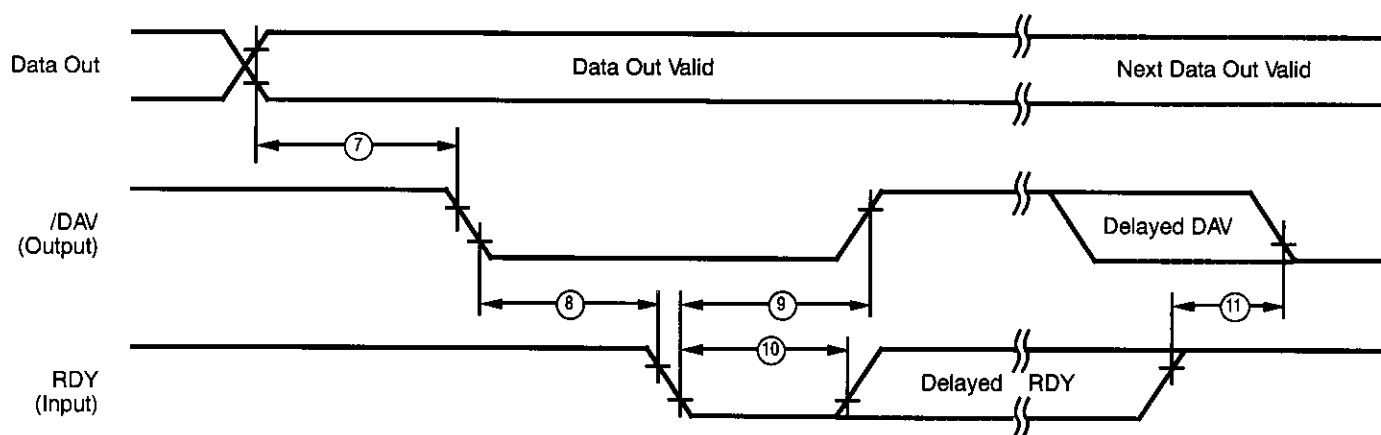 Data Out
Data Out Valid
Next Data Out Valid
7
/DAV
(Output)
Delayed DAV
8
9
11
10
RDY
(Input)
Delayed RDY